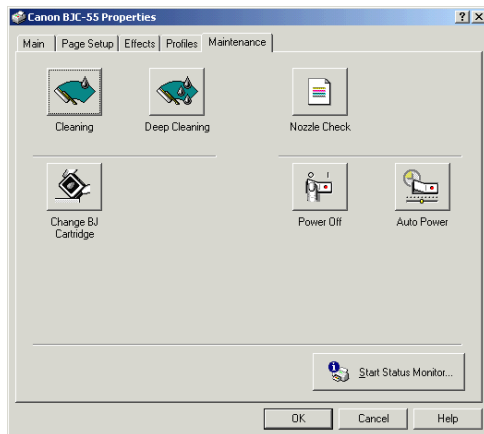 Canon BJC-55 Properties
Main Page Setup Effects Profiles Maintenance
Cleaning Deep Cleaning Nozzle Check
Change BJ Power Off Auto Power
Cartridge
Start Status Monitor...
OK Cancel Help